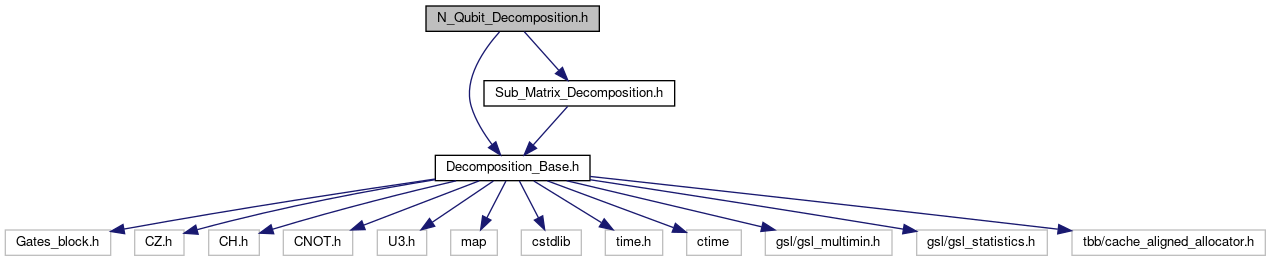 N_Qubit_Decomposition.h
Sub_Matrix_Decomposition.h
Decomposition_Base.h
Gates_block.h
CZ.h
CH.h
CNOT.h
U3.h
map
cstdlib
time.h
ctime
gsl/gsl_multimin.h
gsl/gsl_statistics.h
tbb/cache_aligned_allocator.h